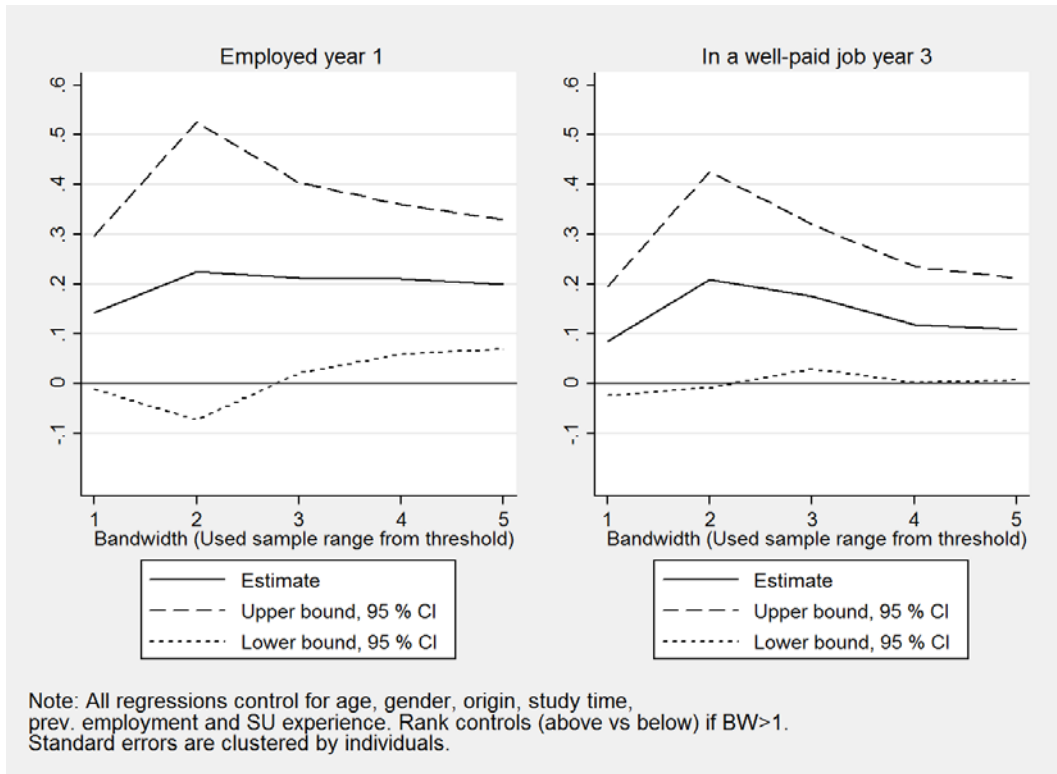 Employed year 1
.6
.5
.4
.3
.2
.1
0
-.1
1 2 3 4 5
Bandwidth (Used sample range from threshold)
Estimate
Upper bound, 95 % CI
Lower bound, 95 % CI
In a well-paid job year 3
.6
.5
.4
.3
.2
.1
0
-.1
1 2 3 4 5
Bandwidth (Used sample range from threshold)
Estimate
Upper bound, 95 % CI
Lower bound, 95 % CI
Note: All regressions control for age, gender, origin, study time,
prev. employment and SU experience. Rank controls (above vs below) if BW>1.
Standard errors are clustered by individuals.